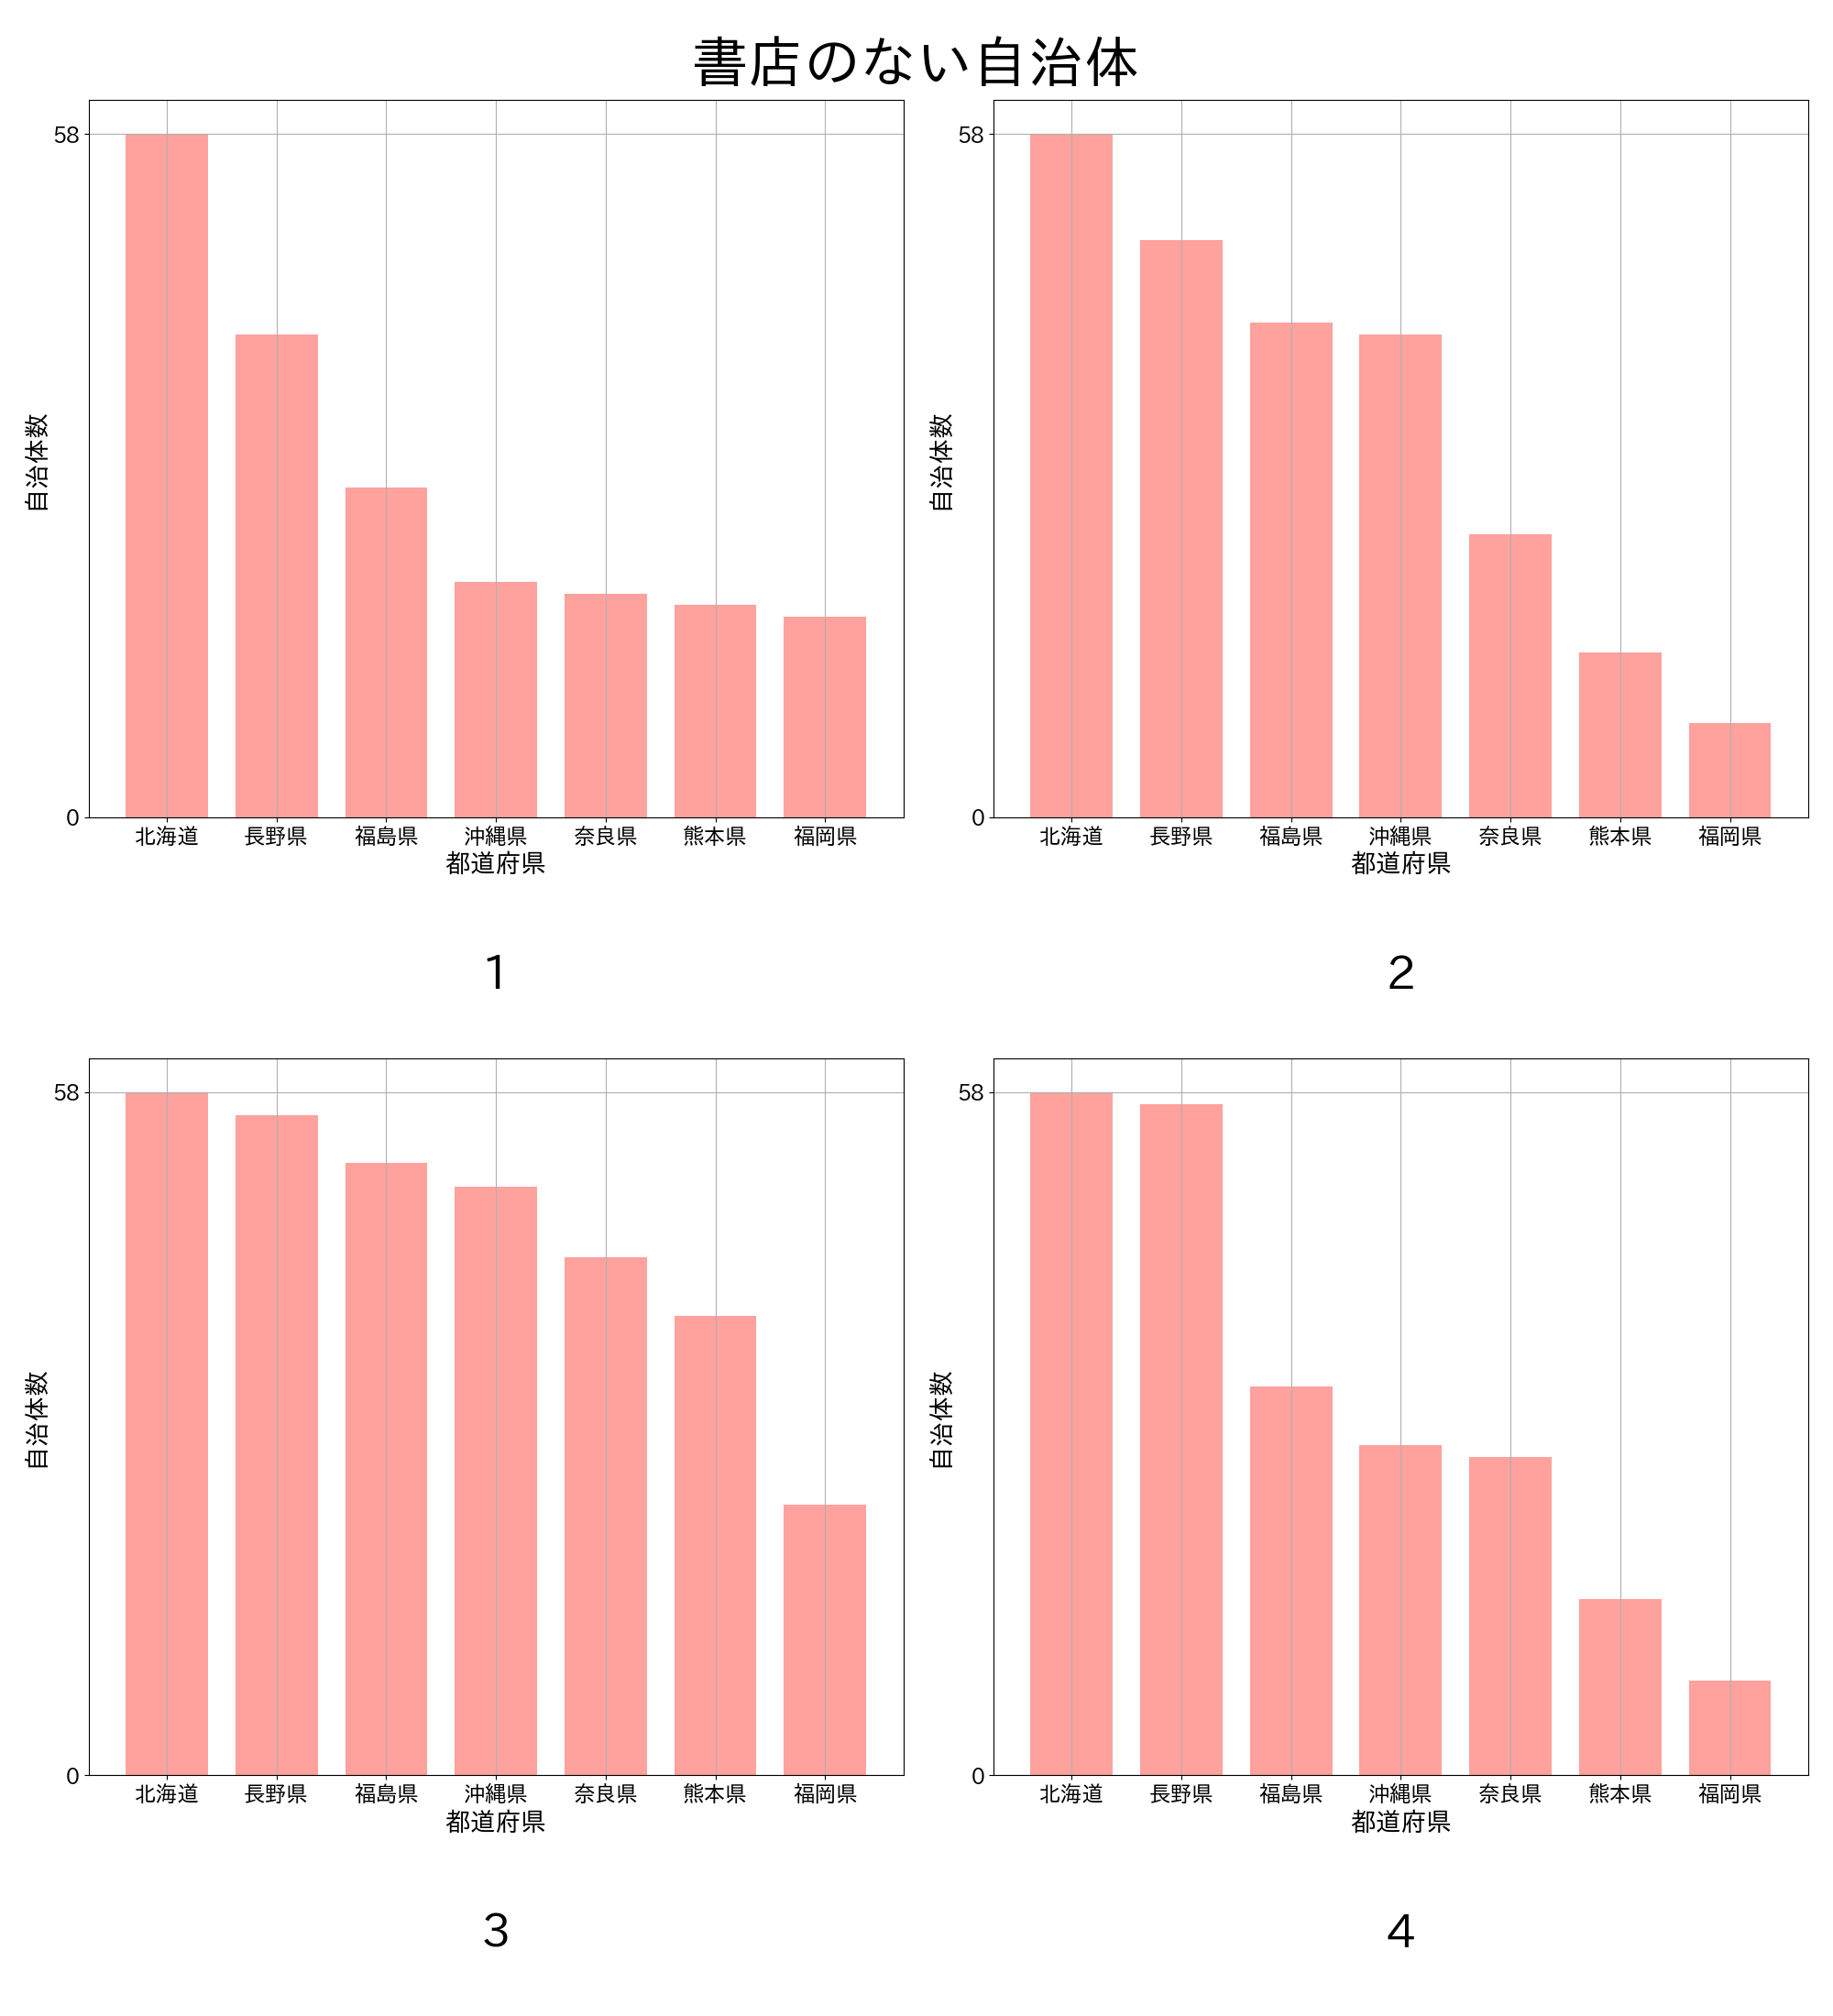 書店のない自治体
58
0
自治体数
北海道 長野県 福島県 沖縄県 奈良県 熊本県 福岡県
都道府県
1
58
0
自治体数
北海道 長野県 福島県 沖縄県 奈良県 熊本県 福岡県
都道府県
2
58
0
自治体数
北海道 長野県 福島県 沖縄県 奈良県 熊本県 福岡県
都道府県
3
58
0
自治体数
北海道 長野県 福島県 沖縄県 奈良県 熊本県 福岡県
都道府県
4